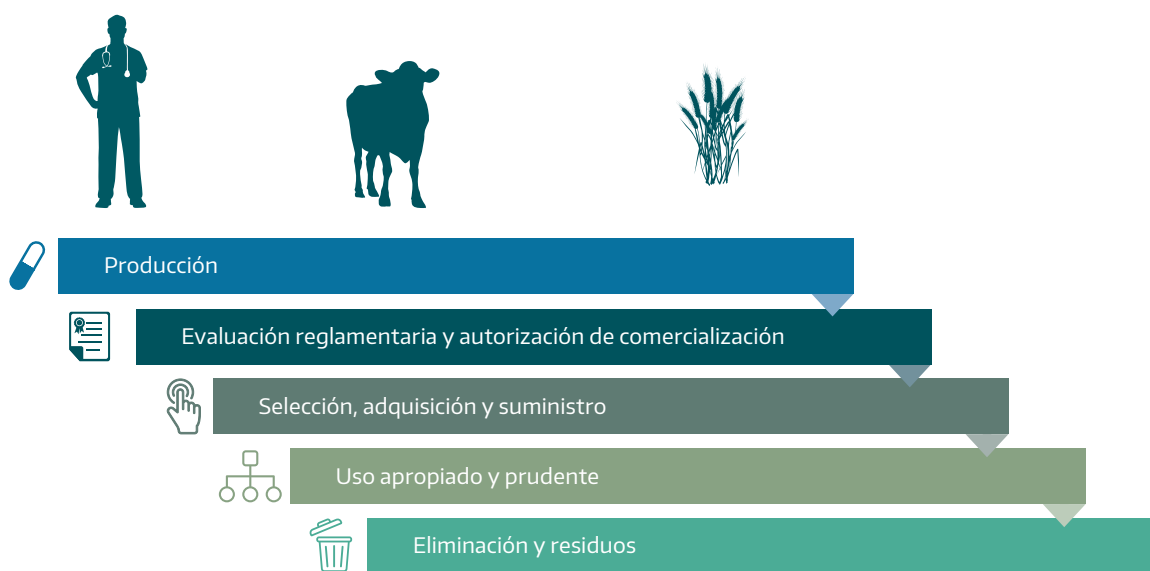 Producción
Evaluación reglamentaria y autorización de comercialización
Selección, adquisición y suministro
Uso apropiado y prudente
Eliminación y residuos